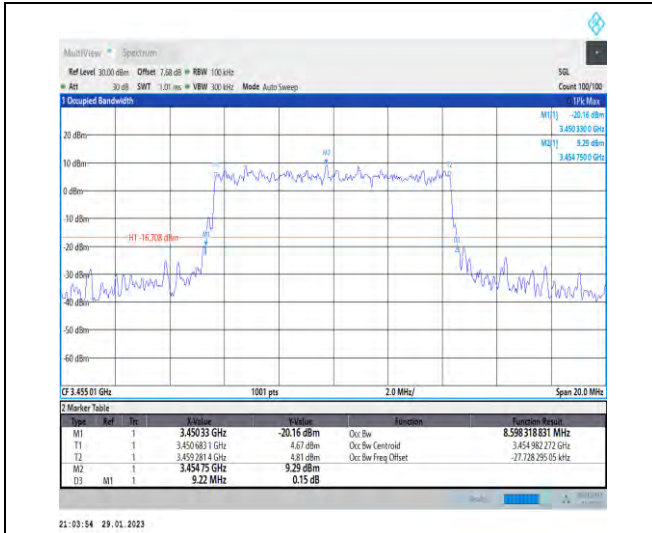 MultiView Spectrum
Ref Level 30.00 dBm Offset 7.68 dB RBW 100 kHz SGL
Att 30 dB SWT 1.01 ms VBW 300 kHz Mode Auto Sweep Count 100/100
1 Occupied Bandwidth 1Pk Max
M1[1] -20.16 dBm
3.450 330 0 GHz
M2[1] 9.29 dBm
3.454 750 0 GHz
20 dBm
M2
10 dBm
T2
0 dBm
-10 dBm
H1 -16.708 dBm
M1
D3
-20 dBm
-30 dBm
-40 dBm
-50 dBm
-60 dBm
CF 3.455 01 GHz 1001 pts 2.0 MHz/ Span 20.0 MHz
2 Marker Table
Type Ref Trc X-Value Y-Value Function Function Result
M1 1 3.45033 GHz -20.16 dBm Occ Bw 8.598 318 831 MHz
T1 1 3.450 683 1 GHz 4.67 dBm Occ Bw Centroid 3.454 982 272 GHz
T2 1 3.459 281 4 GHz 4.81 dBm Occ Bw Freq Offset -27.728 295 05 kHz
M2 1 3.45475 GHz 9.29 dBm
D3 M1 1 9.22 MHz 0.15 dB
21:03:54 29.01.2023